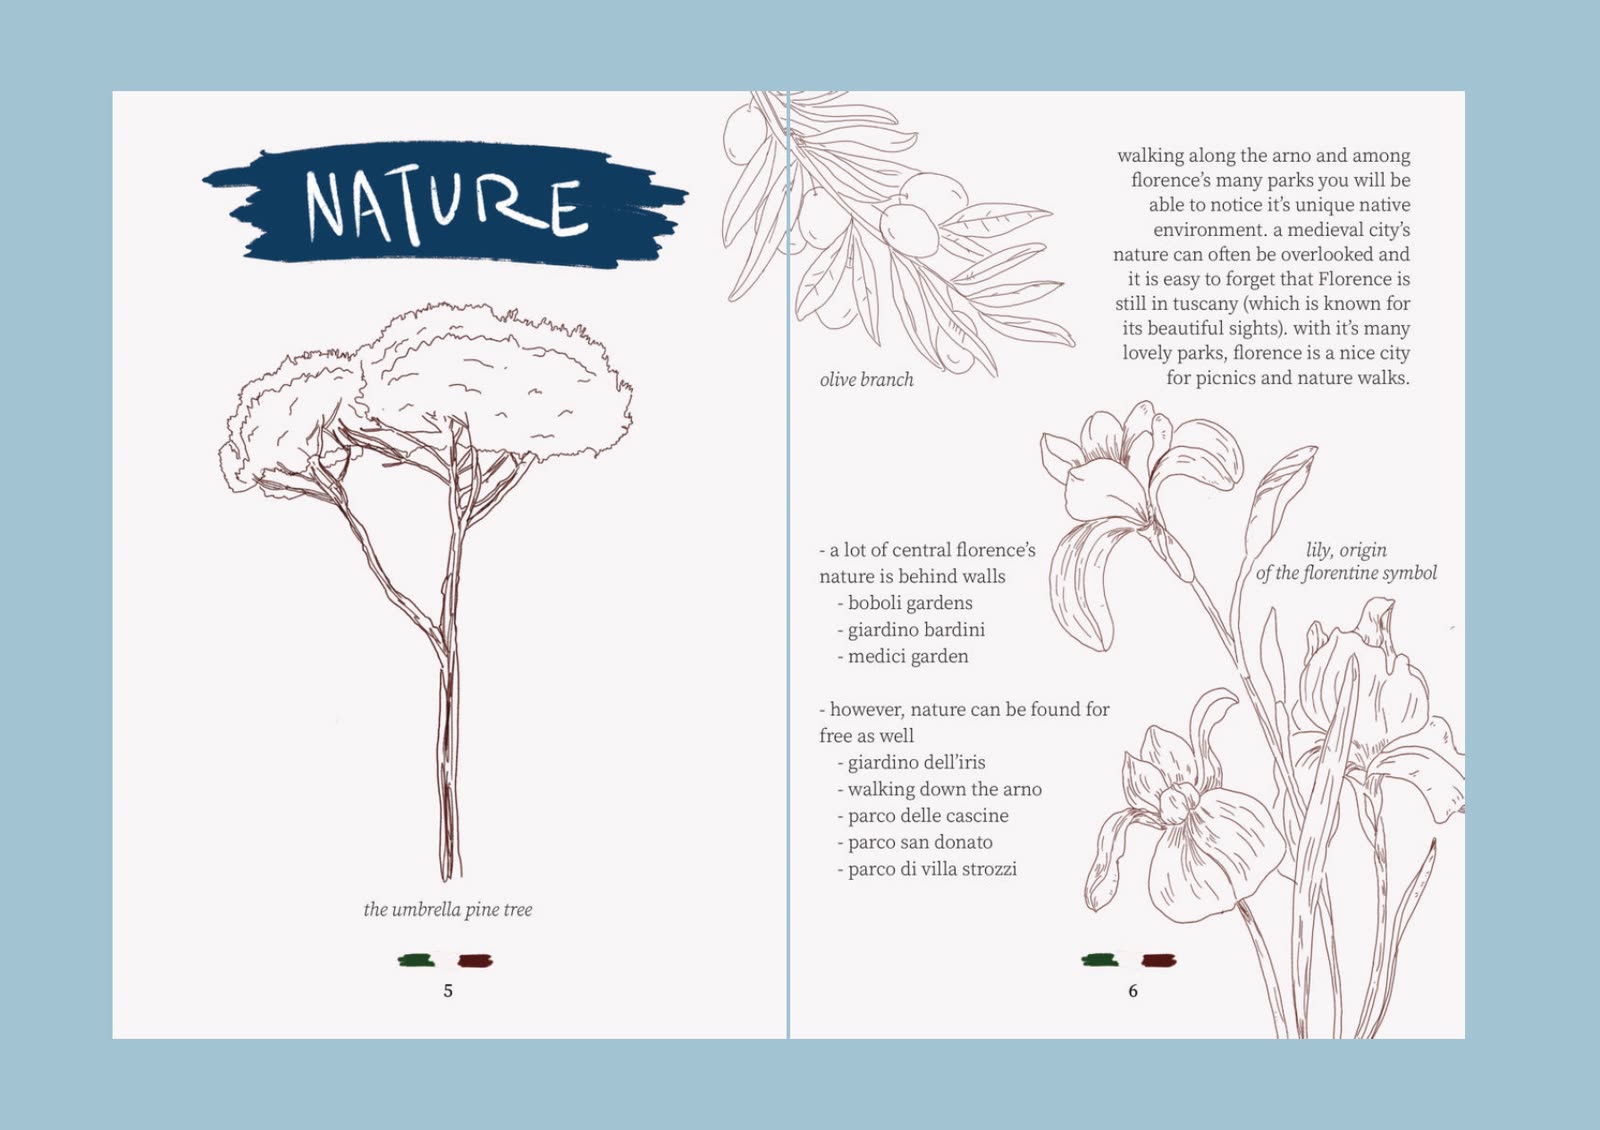 NATURE
the umbrella pine tree
5
olive branch
walking along the arno and among
florence's many parks you will be
able to notice it's unique native
environment. a medieval city's
nature can often be overlooked and
it is easy to forget that Florence is
still in tuscany (which is known for
its beautiful sights). with it's many
lovely parks, florence is a nice city
for picnics and nature walks.
lily, origin
of the florentine symbol
- a lot of central florence's
nature is behind walls
- boboli gardens
- giardino bardini
- medici garden
- however, nature can be found for
free as well
- giardino dell'iris
- walking down the arno
- parco delle cascine
- parco san donato
- parco di villa strozzi
6